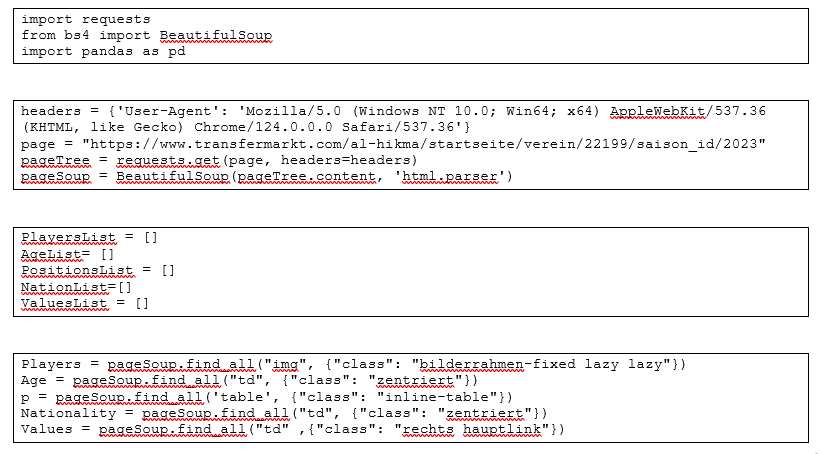 import requests
from bs4 import BeautifulSoup
import pandas as pd
headers = {'User-Agent': 'Mozilla/5.0 (Windows NT 10.0; Win64; x64) AppleWebKit/537.36
(KHTML, like Gecko) Chrome/124.0.0.0 Safari/537.36'}
page = "https://www.transfermarkt.com/al-hikma/startseite/verein/22199/saison_id/2023"
pageTree = requests.get(page, headers=headers)
pageSoup = BeautifulSoup(pageTree.content, 'html.parser')
PlayersList = []
AgeList= []
PositionsList = []
NationList=[]
ValuesList = []
Players = pageSoup.find_all("img", {"class": "bilderrahmen-fixed lazy lazy"})
Age = pageSoup.find_all("td", {"class": "zentriert"})
p = pageSoup.find_all('table', {"class": "inline-table"})
Nationality = pageSoup.find_all("td", {"class": "zentriert"})
Values = pageSoup.find_all("td" ,{"class": "rechts hauptlink"})